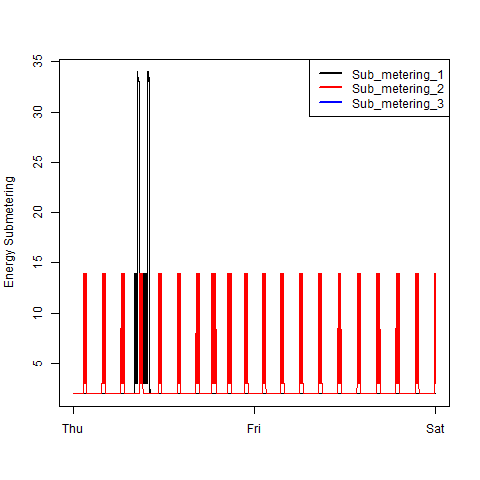 Sub_metering_1
Sub_metering_2
Sub_metering_3
Energy Submetering
35
30
25
20
15
10
5
Thu Fri Sat